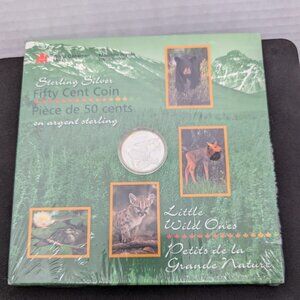 Sterling Silver
Fifty Cent Coin
Pièce de 50 cents
en argent sterling
Little
Wild Ones
Petits de la
Grande Nature